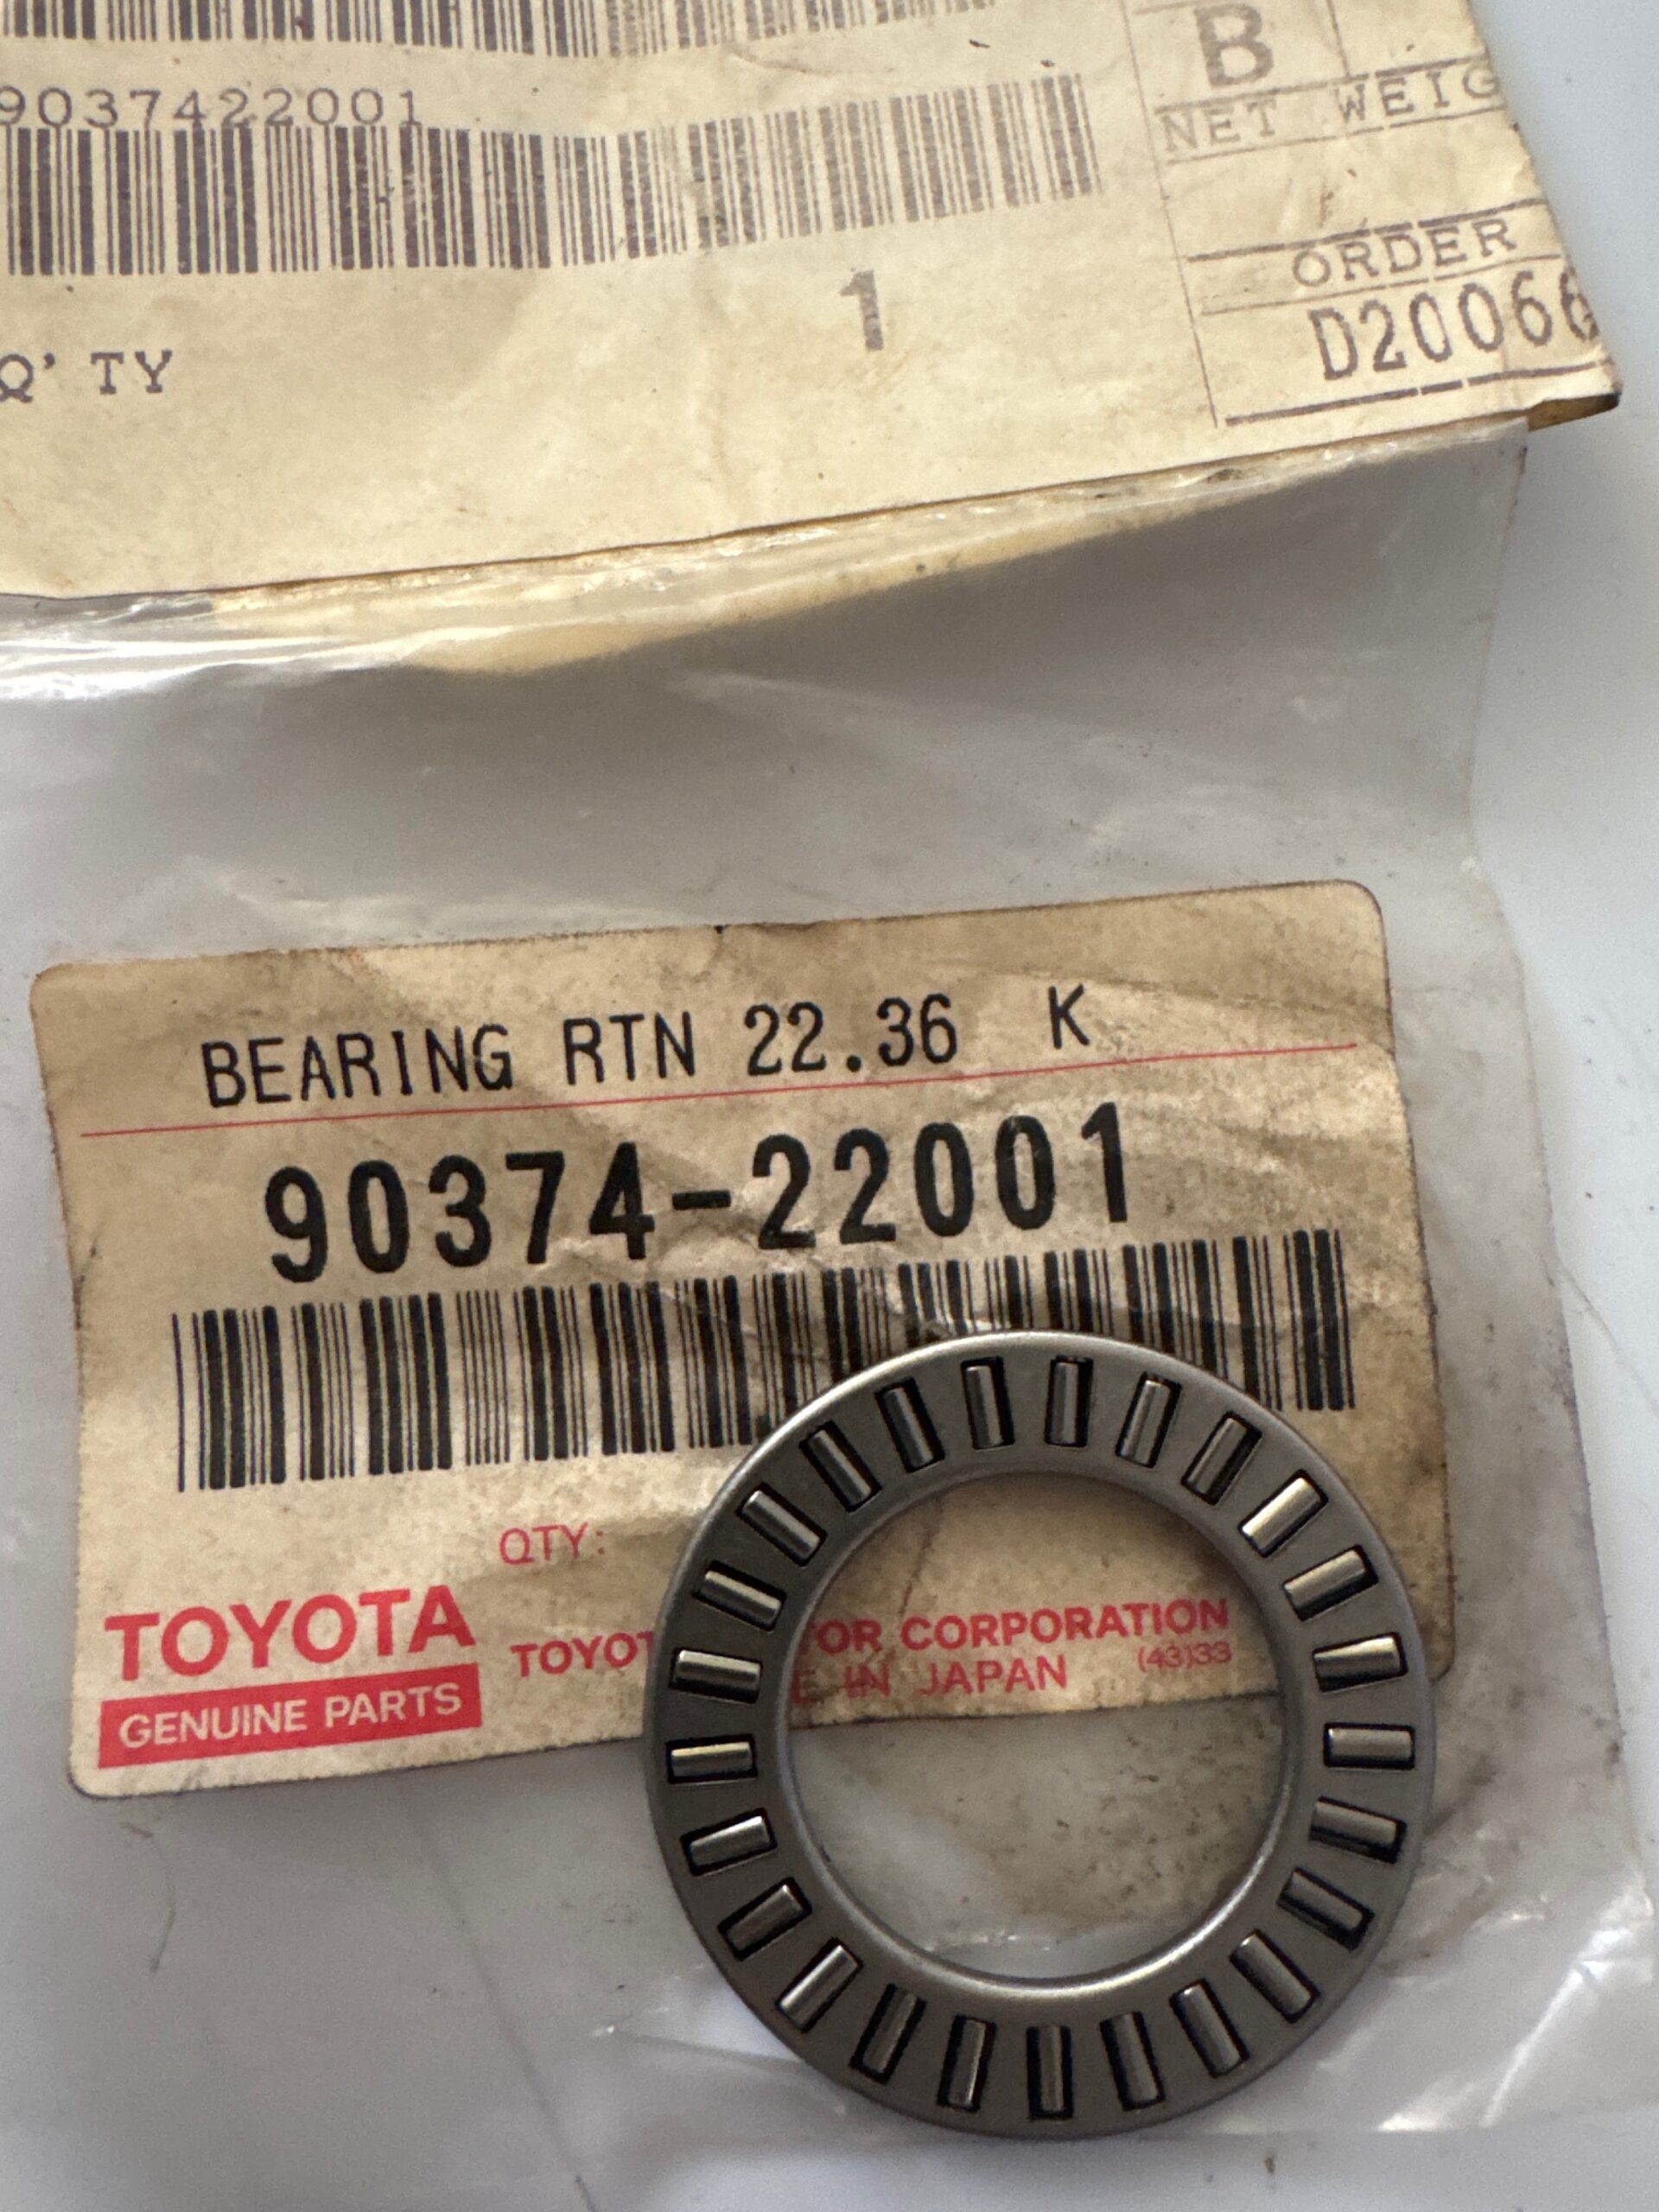 B
NET WEIG
9037422001
ORDER
D20066
1
Q' TY
BEARING RTN 22.36 K
90374-22001
QTY:
TOYOTA
GENUINE PARTS
TOYOT TOR CORPORATION
E IN JAPAN (43)33